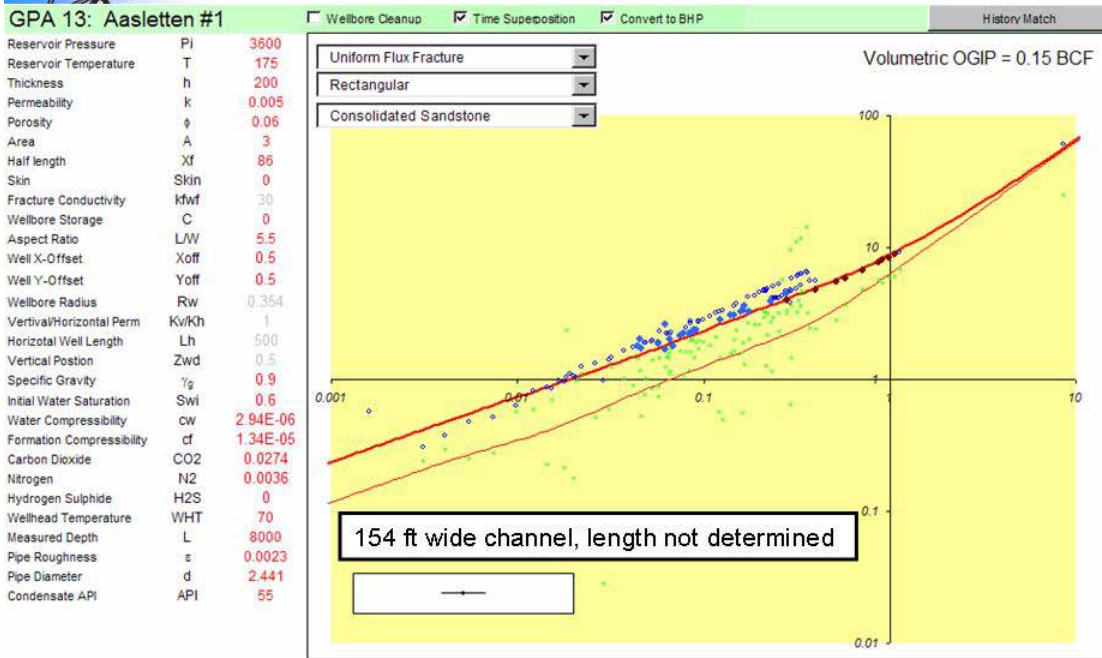 GPA 13: Aasletten #1
Wellbore Cleanup
Time Superposition
Convert to BHP
History Match
Reservoir Pressure Pi 3600
Reservoir Temperature T 175
Thickness h 200
Permeability k 0.005
Porosity ϕ 0.06
Area A 3
Half length Xf 86
Skin Skin 0
Fracture Conductivity kfwf 30
Wellbore Storage C 0
Aspect Ratio L/W 5.5
Well X-Offset Xoff 0.5
Well Y-Offset Yoff 0.5
Wellbore Radius Rw 0.354
Vertival/Horizontal Perm Kv/Kh 1
Horizotal Well Length Lh 500
Vertical Postion Zwd 0.5
Specific Gravity γg 0.9
Initial Water Saturation Swi 0.6
Water Compressibility cw 2.94E-06
Formation Compressibility cf 1.34E-05
Carbon Dioxide CO2 0.0274
Nitrogen N2 0.0036
Hydrogen Sulphide H2S 0
Wellhead Temperature WHT 70
Measured Depth L 8000
Pipe Roughness ε 0.0023
Pipe Diameter d 2.441
Condensate API API 55
Uniform Flux Fracture
Rectangular
Consolidated Sandstone
Volumetric OGIP = 0.15 BCF
100
10
1
0.001 0.01 0.1 1 10
0.1
0.01
154 ft wide channel, length not determined